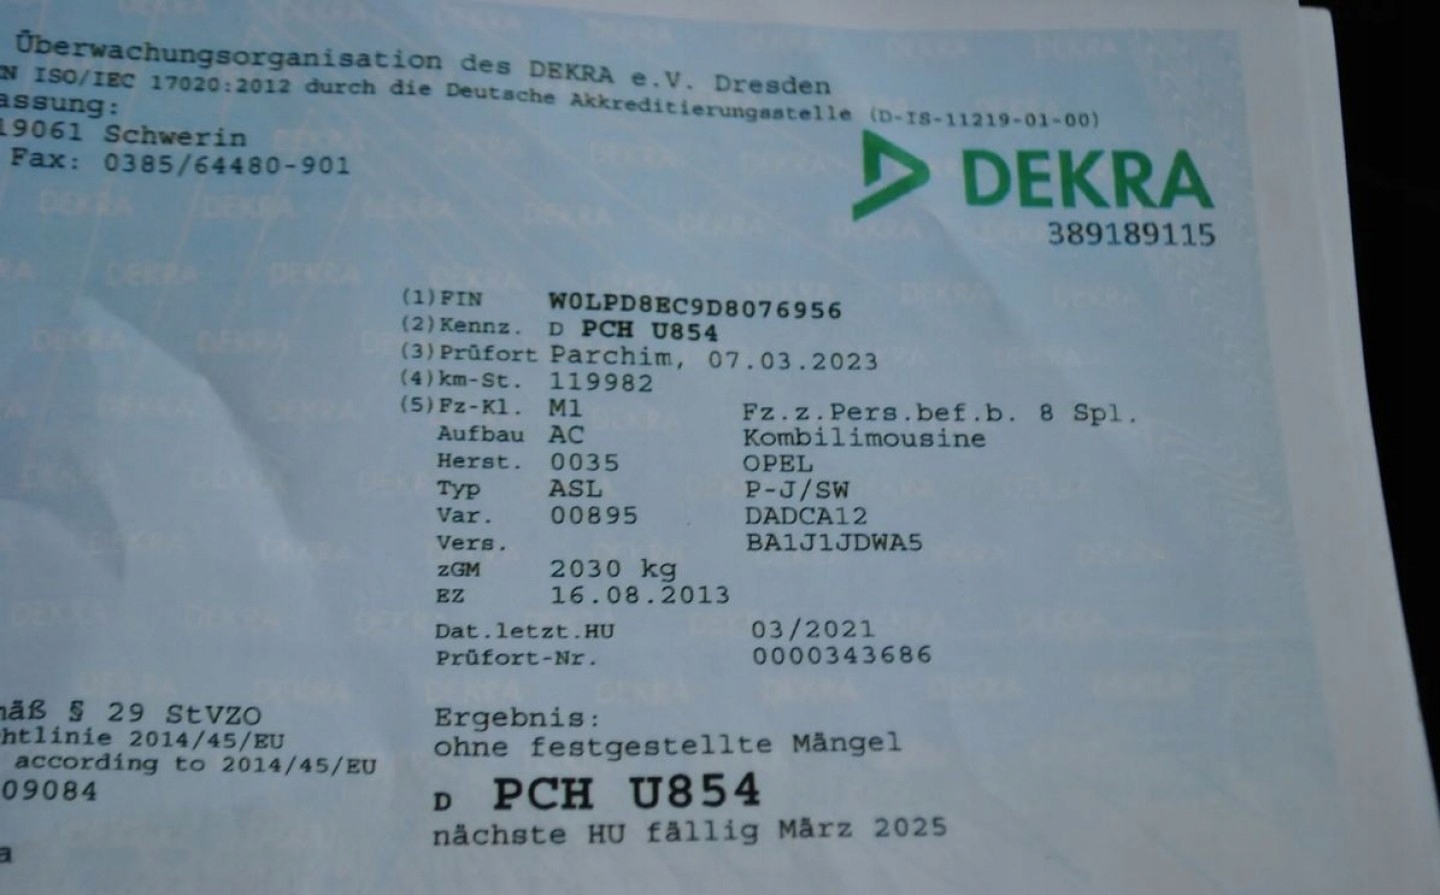 Überwachungsorganisation des DEKRA e.V. Dresden
N ISO/IEC 17020:2012 durch die Deutsche Akkreditierungsstelle (D-IS-11219-01-00)
assung:
19061 Schwerin
Fax: 0385/64480-901
DEKRA
389189115
(1)FIN W0LPD8EC9D8076956
(2)Kennz. D PCH U854
(3)Prüfort Parchim, 07.03.2023
(4)km-St. 119982
(5)Fz-Kl. M1 Fz.z.Pers.bef.b. 8 Spl.
Aufbau AC Kombilimousine
Herst. 0035 OPEL
Typ ASL P-J/SW
Var. 00895 DADCA12
Vers. BA1J1JDWA5
zGM 2030 kg
EZ 16.08.2013
Dat.letzt.HU 03/2021
Prüfort-Nr. 0000343686
mäß § 29 StVZO
htlinie 2014/45/EU
according to 2014/45/EU
09084
a
Ergebnis:
ohne festgestellte Mängel
D PCH U854
nächste HU fällig März 2025